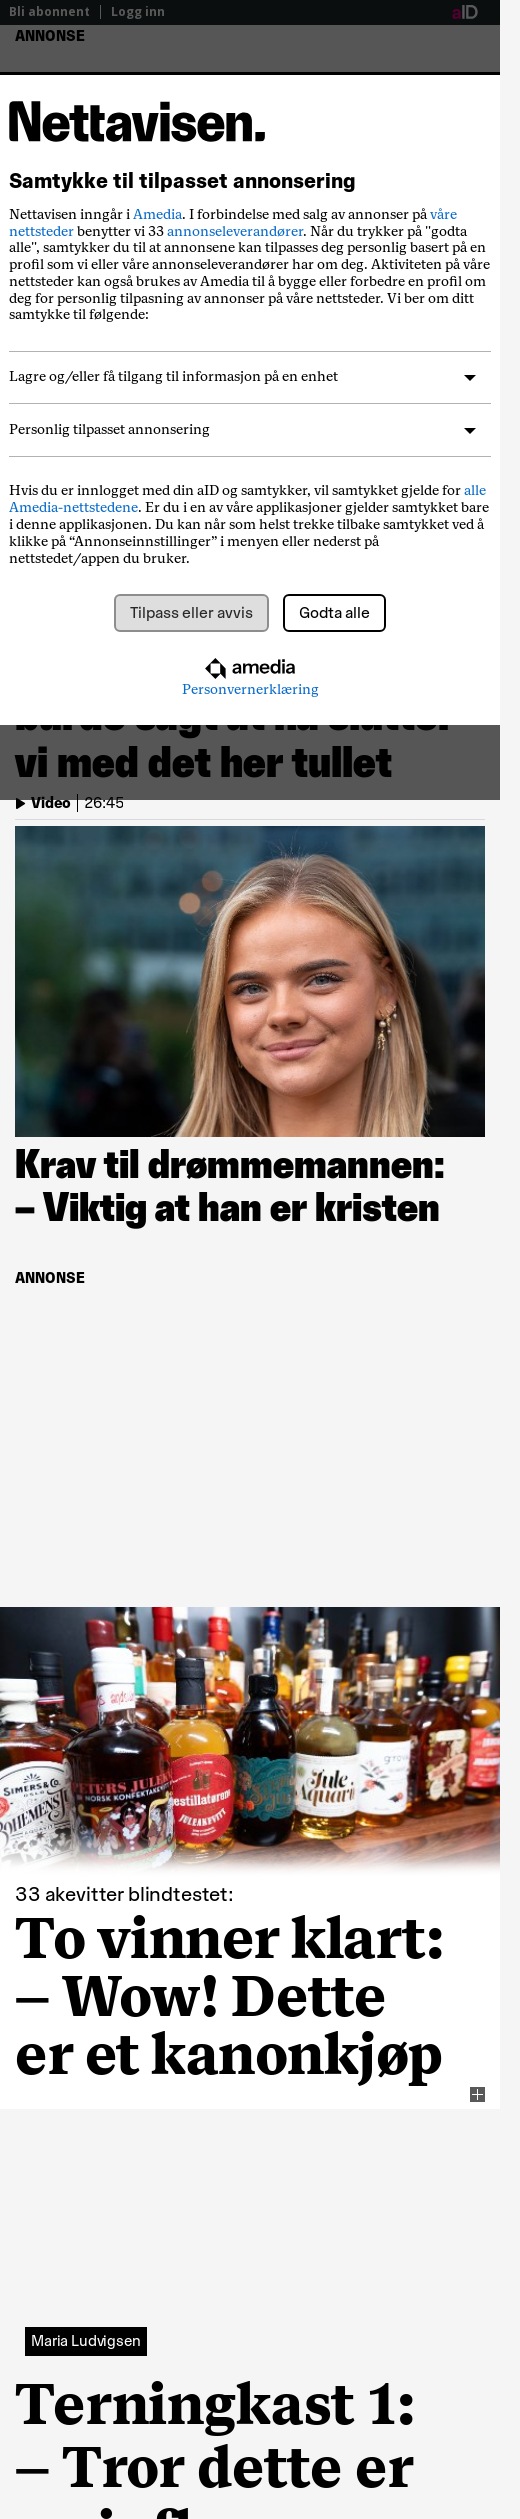 Bli abonnent | Logg inn
aID
ANNONSE
Nettavisen.
Samtykke til tilpasset annonsering
Nettavisen inngår i Amedia. I forbindelse med salg av annonser på våre
nettsteder benytter vi 33 annonseleverandører. Når du trykker på "godta
alle", samtykker du til at annonsene kan tilpasses deg personlig basert på en
profil som vi eller våre annonseleverandører har om deg. Aktiviteten på våre
nettsteder kan også brukes av Amedia til å bygge eller forbedre en profil om
deg for personlig tilpasning av annonser på våre nettsteder. Vi ber om ditt
samtykke til følgende:
Lagre og/eller få tilgang til informasjon på en enhet
Personlig tilpasset annonsering
Hvis du er innlogget med din aID og samtykker, vil samtykket gjelde for alle
Amedia-nettstedene. Er du i en av våre applikasjoner gjelder samtykket bare
i denne applikasjonen. Du kan når som helst trekke tilbake samtykket ved å
klikke på “Annonseinnstillinger” i menyen eller nederst på
nettstedet/appen du bruker.
Tilpass eller avvis
Godta alle
amedia
Personvernerklæring
vi med det her tullet
Video | 26:45
Krav til drømmemannen:
– Viktig at han er kristen
ANNONSE
SIMERS & CO.
PETERS JULEN
NORSK KONFEKTAKEVITT
JULEAKEVITT
Jule
Aquavit
33 akevitter blindtestet:
To vinner klart:
– Wow! Dette
er et kanonkjøp
Maria Ludvigsen
Terningkast 1:
– Tror dette er